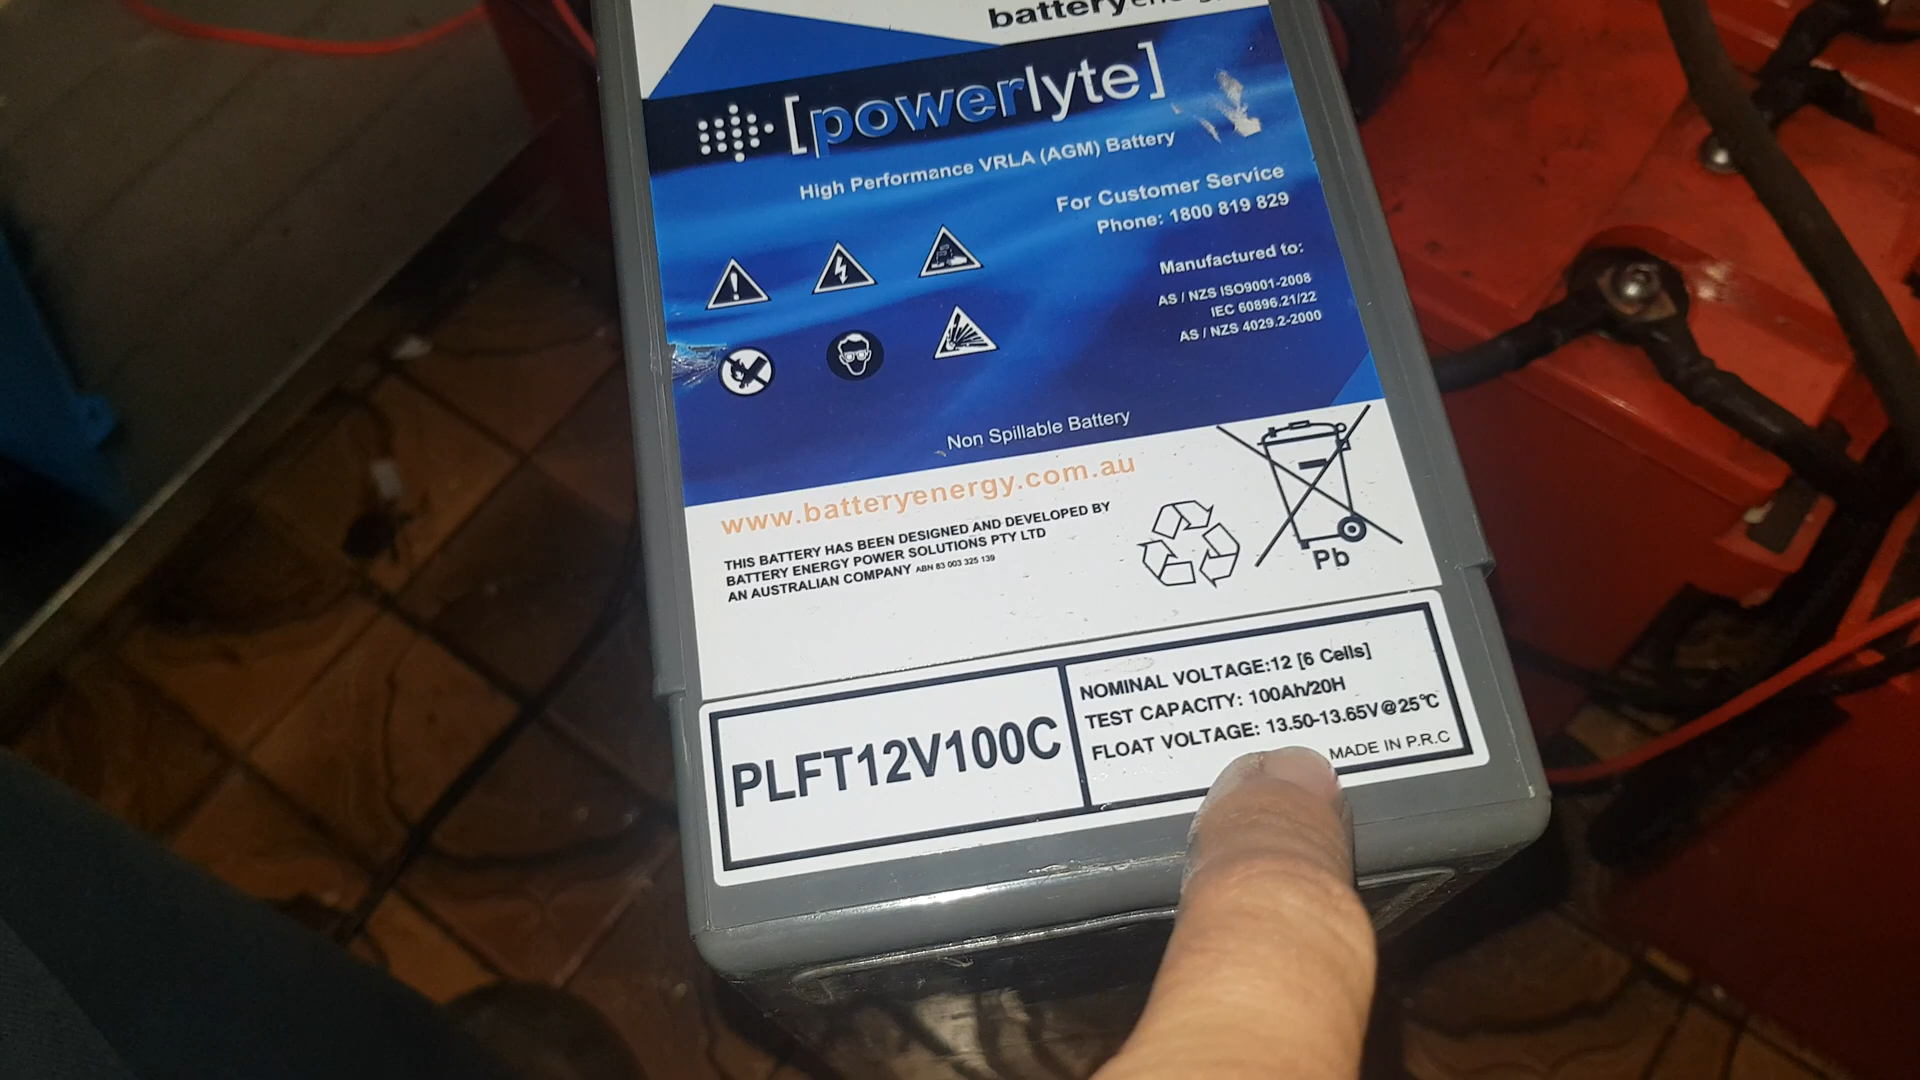 battery
[powerlyte]
High Performance VRLA (AGM) Battery
For Customer Service
Phone: 1800 819 829
Manufactured to:
AS / NZS ISO9001-2008
IEC 60896.21/22
AS / NZS 4029.2-2000
Non Spillable Battery
www.batteryenergy.com.au
THIS BATTERY HAS BEEN DESIGNED AND DEVELOPED BY
BATTERY ENERGY POWER SOLUTIONS PTY LTD
AN AUSTRALIAN COMPANY ABN 83 003 325 139
Pb
PLFT12V100C
NOMINAL VOLTAGE:12 [6 Cells]
TEST CAPACITY: 100Ah/20H
FLOAT VOLTAGE: 13.50-13.65V@25℃
MADE IN P.R.C